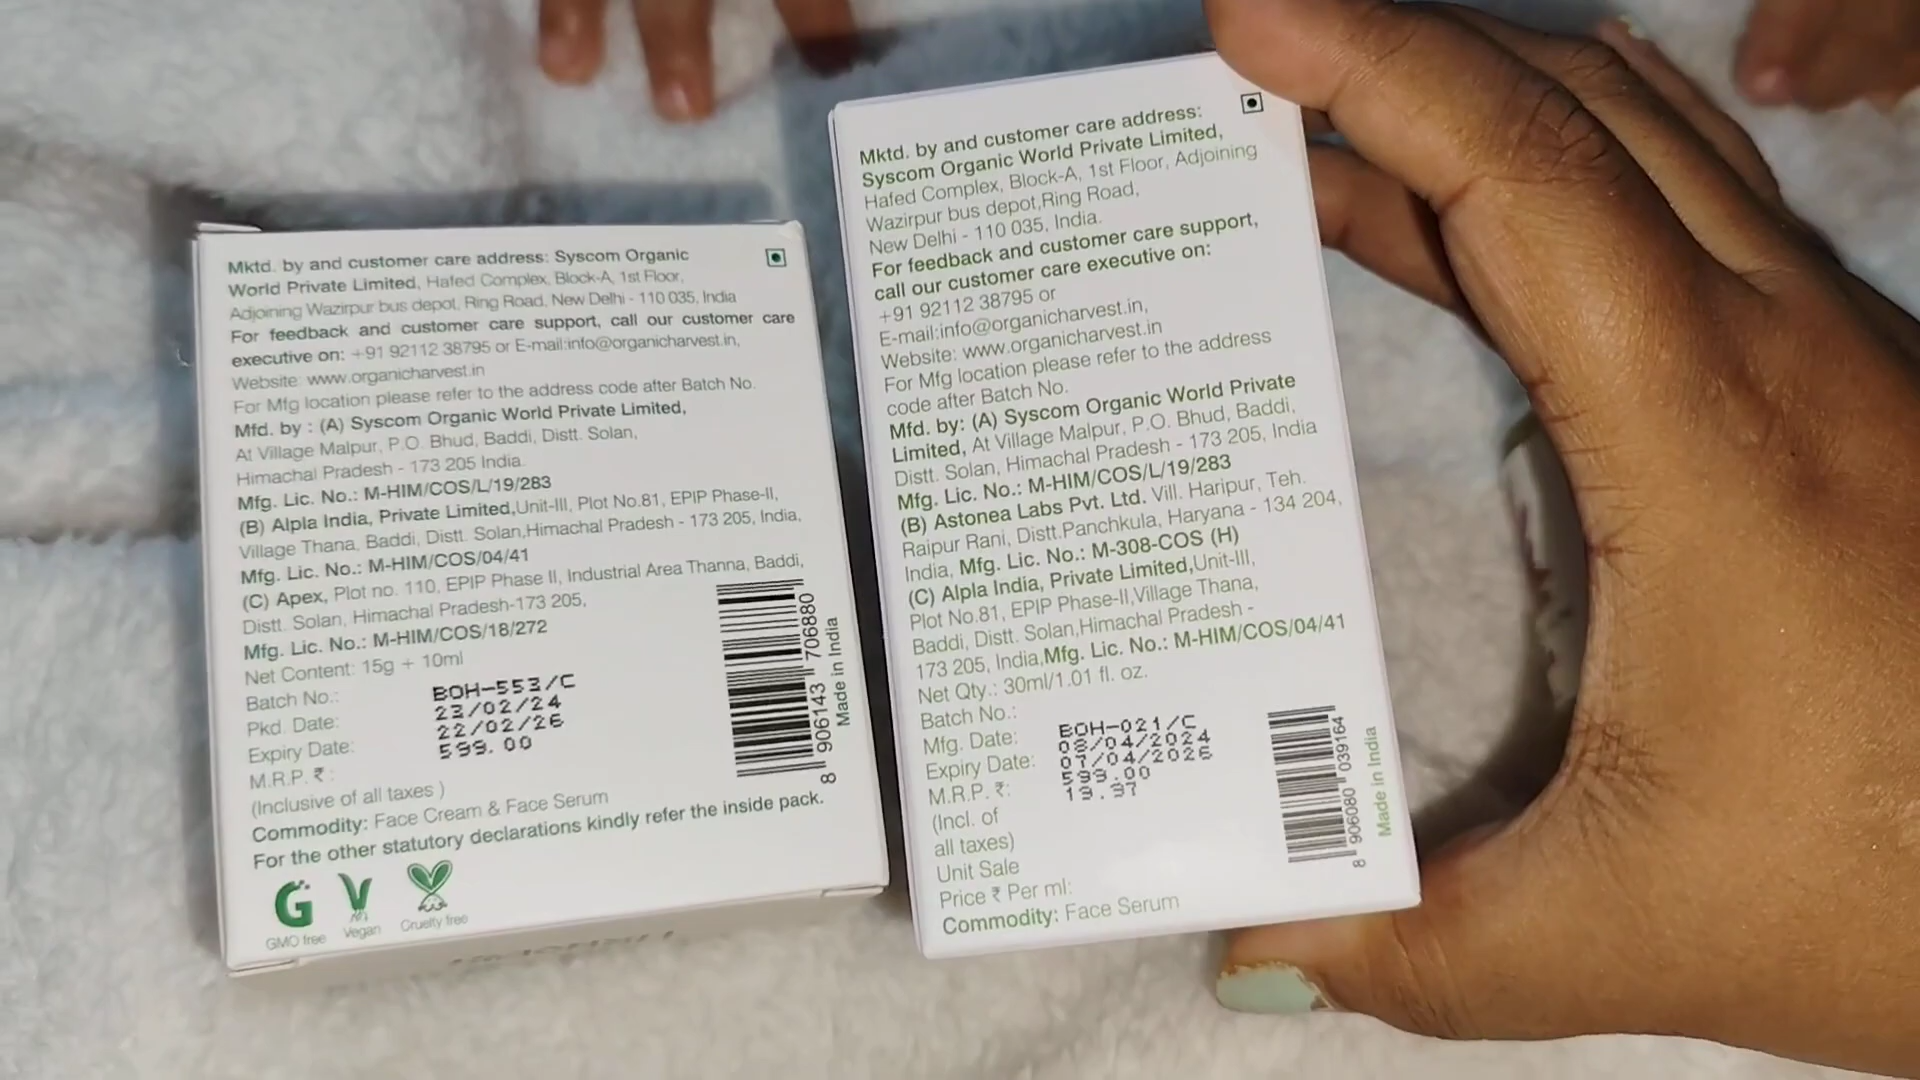 Mktd. by and customer care address: Syscom Organic
World Private Limited, Hafed Complex, Block-A, 1st Floor,
Adjoining Wazirpur bus depot, Ring Road, New Delhi - 110 035, India
For feedback and customer care support, call our customer care
executive on: +91 92112 38795 or E-mail:info@organicharvest.in,
Website: www.organicharvest.in
For Mfg location please refer to the address code after Batch No.
Mfd. by : (A) Syscom Organic World Private Limited,
At Village Malpur, P.O. Bhud, Baddi, Distt. Solan,
Himachal Pradesh - 173 205 India.
Mfg. Lic. No.: M-HIM/COS/L/19/283
(B) Alpla India, Private Limited,Unit-III, Plot No.81, EPIP Phase-II,
Village Thana, Baddi, Distt. Solan,Himachal Pradesh - 173 205, India,
Mfg. Lic. No.: M-HIM/COS/04/41
(C) Apex, Plot no. 110, EPIP Phase II, Industrial Area Thanna, Baddi,
Distt. Solan, Himachal Pradesh-173 205,
Mfg. Lic. No.: M-HIM/COS/18/272
Net Content: 15g + 10ml
Batch No.: BOH-553/C
Pkd. Date: 23/02/24
Expiry Date: 22/02/26
M.R.P. ₹ : 599.00
(Inclusive of all taxes )
Commodity: Face Cream & Face Serum
For the other statutory declarations kindly refer the inside pack.
GMO free
Vegan
Cruelty free
8 906143 706880
Made in India
Mktd. by and customer care address:
Syscom Organic World Private Limited,
Hafed Complex, Block-A, 1st Floor, Adjoining
Wazirpur bus depot,Ring Road,
New Delhi - 110 035, India.
For feedback and customer care support,
call our customer care executive on:
+91 92112 38795 or
E-mail:info@organicharvest.in,
Website: www.organicharvest.in
For Mfg location please refer to the address
code after Batch No.
Mfd. by: (A) Syscom Organic World Private
Limited, At Village Malpur, P.O. Bhud, Baddi,
Distt. Solan, Himachal Pradesh - 173 205, India
Mfg. Lic. No.: M-HIM/COS/L/19/283
(B) Astonea Labs Pvt. Ltd. Vill. Haripur, Teh.
Raipur Rani, Distt.Panchkula, Haryana - 134 204,
India, Mfg. Lic. No.: M-308-COS (H)
(C) Alpla India, Private Limited,Unit-III,
Plot No.81, EPIP Phase-II,Village Thana,
Baddi, Distt. Solan,Himachal Pradesh -
173 205, India,Mfg. Lic. No.: M-HIM/COS/04/41
Net Qty.: 30ml/1.01 fl. oz.
Batch No.: BOH-021/C
Mfg. Date: 08/04/2024
Expiry Date: 07/04/2026
M.R.P. ₹: 599.00
(Incl. of 19.97
all taxes)
Unit Sale
Price ₹ Per ml:
Commodity: Face Serum
8 906080 039164
Made in India